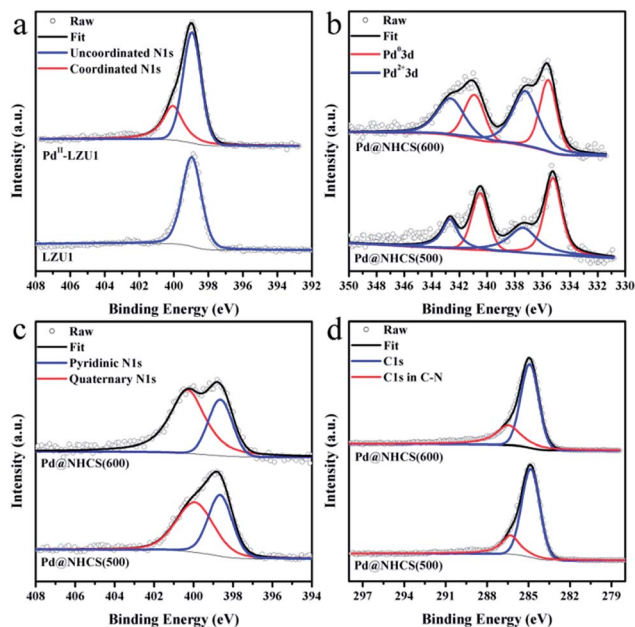 a
Raw
Fit
Uncoordinated N1s
Coordinated N1s
Pdᴵᴵ-LZU1
LZU1
Intensity (a.u.)
408 406 404 402 400 398 396 394 392
Binding Energy (eV)
b
Raw
Fit
Pd⁰3d
Pd²⁺3d
Pd@NHCS(600)
Pd@NHCS(500)
Intensity (a.u.)
350 348 346 344 342 340 338 336 334 332 330
Binding Energy (eV)
c
Raw
Fit
Pyridinic N1s
Quaternary N1s
Pd@NHCS(600)
Pd@NHCS(500)
Intensity (a.u.)
408 406 404 402 400 398 396 394
Binding Energy (eV)
d
Raw
Fit
C1s
C1s in C-N
Pd@NHCS(600)
Pd@NHCS(500)
Intensity (a.u.)
297 294 291 288 285 282 279
Binding Energy (eV)